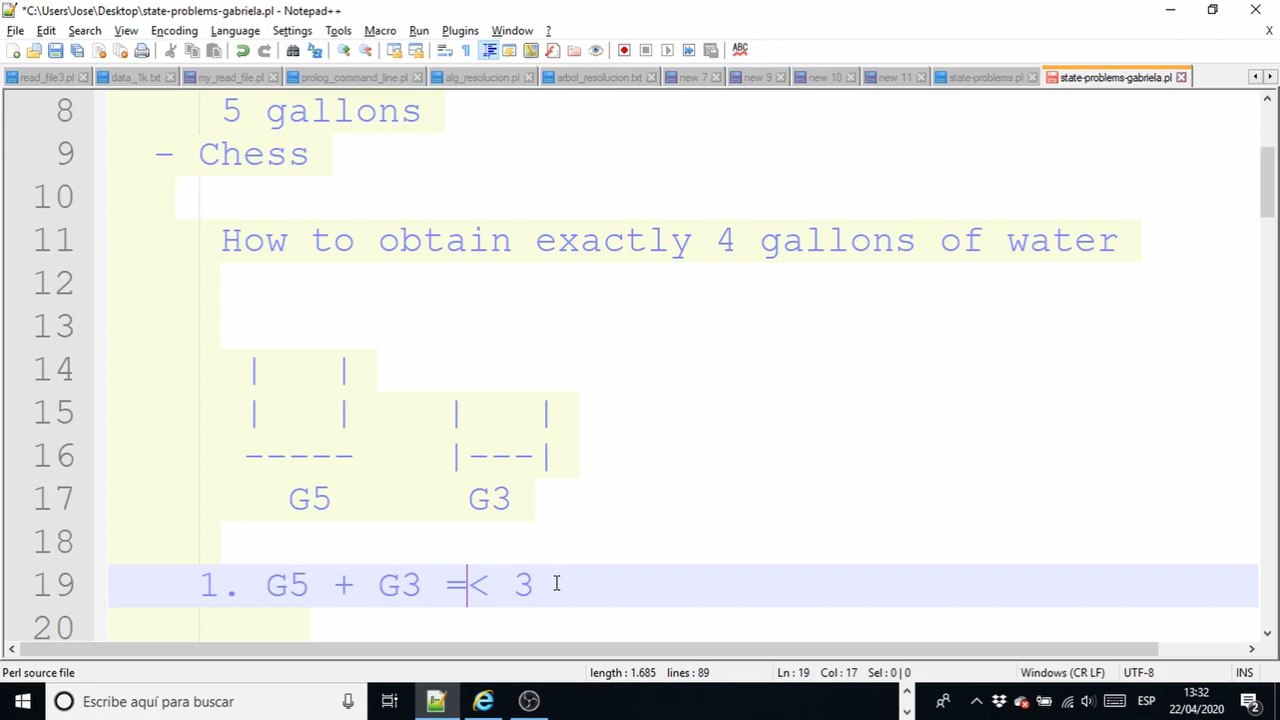 *C:\Users\Jose\Desktop\state-problems-gabriela.pl - Notepad++
File Edit Search View Encoding Language Settings Tools Macro Run Plugins Window ? X
read_file3.pl data_1k.txt my_read_file.pl prolog_command_line.pl alg_resolucion.pl arbol_resolucion.txt new 7 new 9 new 10 new 11 state-problems.pl state-problems-gabriela.pl
8 5 gallons
9 - Chess
10
11 How to obtain exactly 4 gallons of water
12
13
14 | |
15 | | | |
16 ----- |---|
17 G5 G3
18
19 1. G5 + G3 =< 3
20
Perl source file length : 1.685 lines : 89 Ln : 19 Col : 17 Sel : 0 | 0 Windows (CR LF) UTF-8 INS
Escribe aquí para buscar ESP 13:32
22/04/2020 2